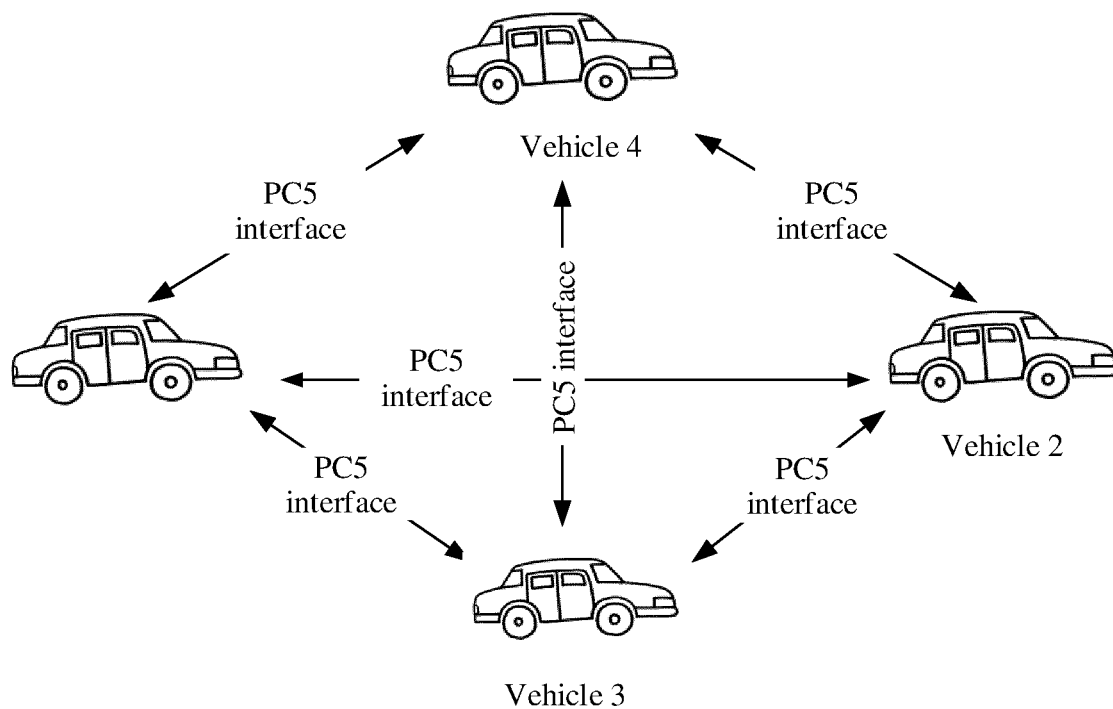 Vehicle 4
PC5
interface
PC5
interface
PC5 interface
PC5
interface
Vehicle 2
PC5
interface
PC5
interface
Vehicle 3